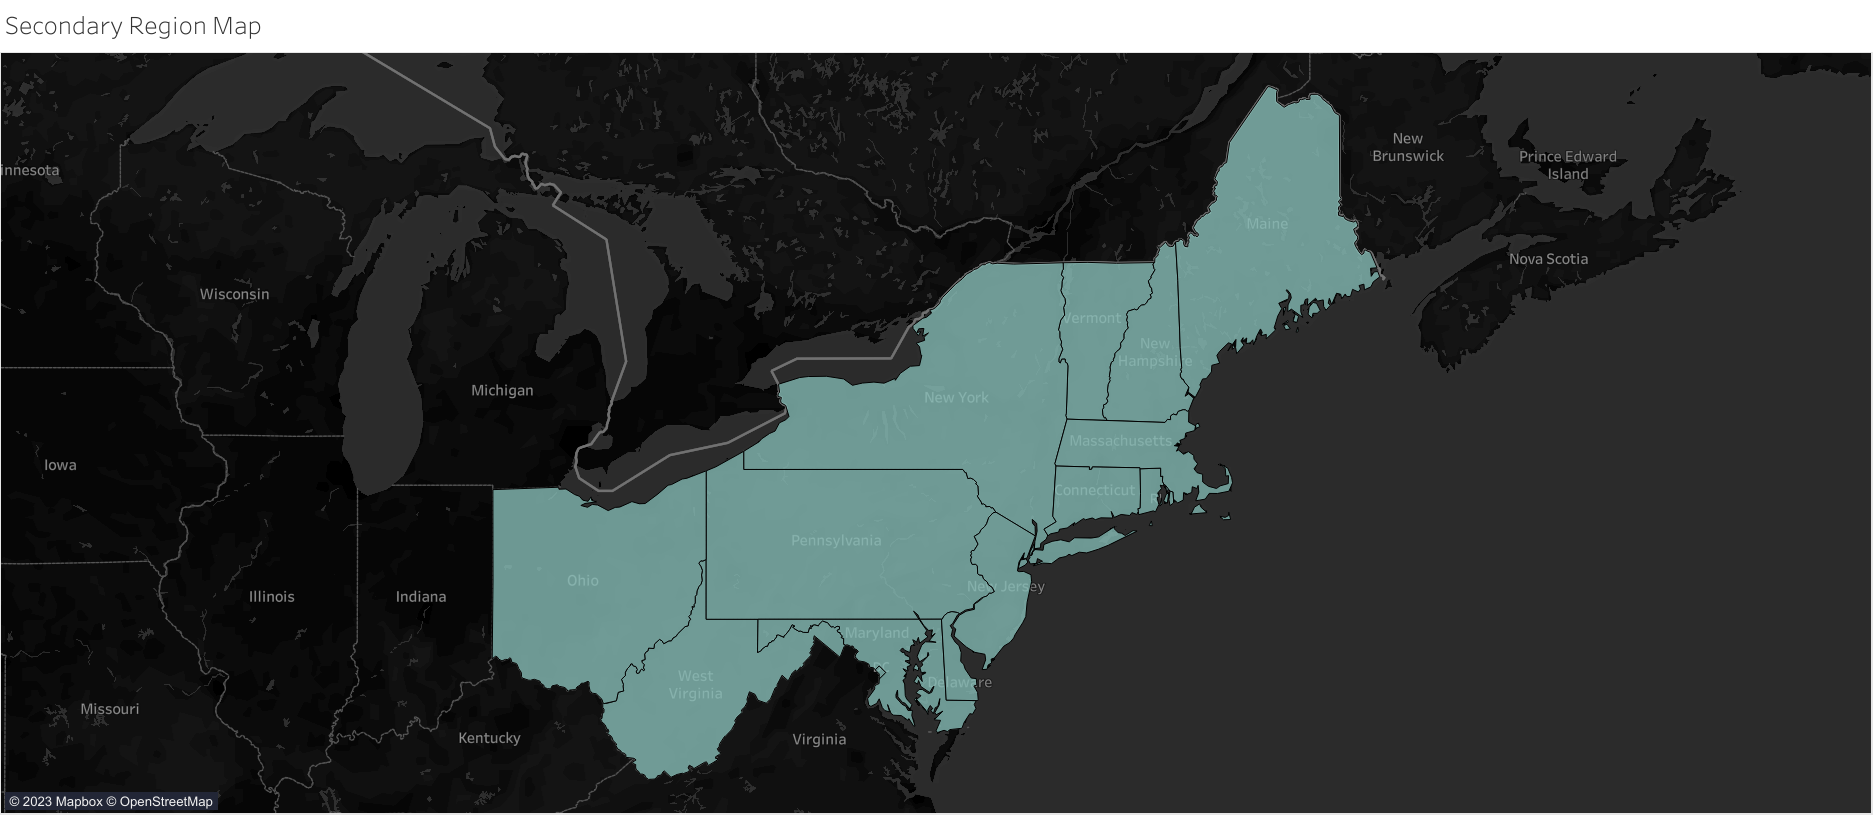 Secondary Region Map
New
Brunswick
Prince Edward
Island
innesota
Maine
Nova Scotia
Wisconsin
Vermont
New
Hampshire
Michigan
New York
Massachusetts
Iowa
Connecticut
R
Pennsylvania
Ohio
New Jersey
Illinois
Indiana
Maryland
DC
West
Virginia
Delaware
Missouri
Kentucky
Virginia
© 2023 Mapbox © OpenStreetMap